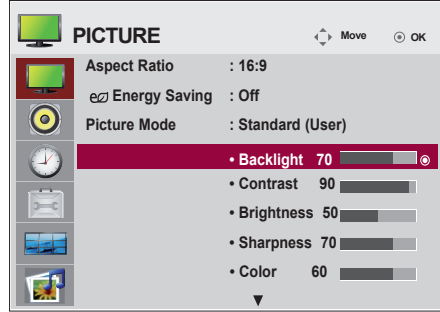 PICTURE
Move OK
Aspect Ratio : 16:9
Energy Saving : Off
Picture Mode : Standard (User)
• Backlight 70
• Contrast 90
• Brightness 50
• Sharpness 70
• Color 60